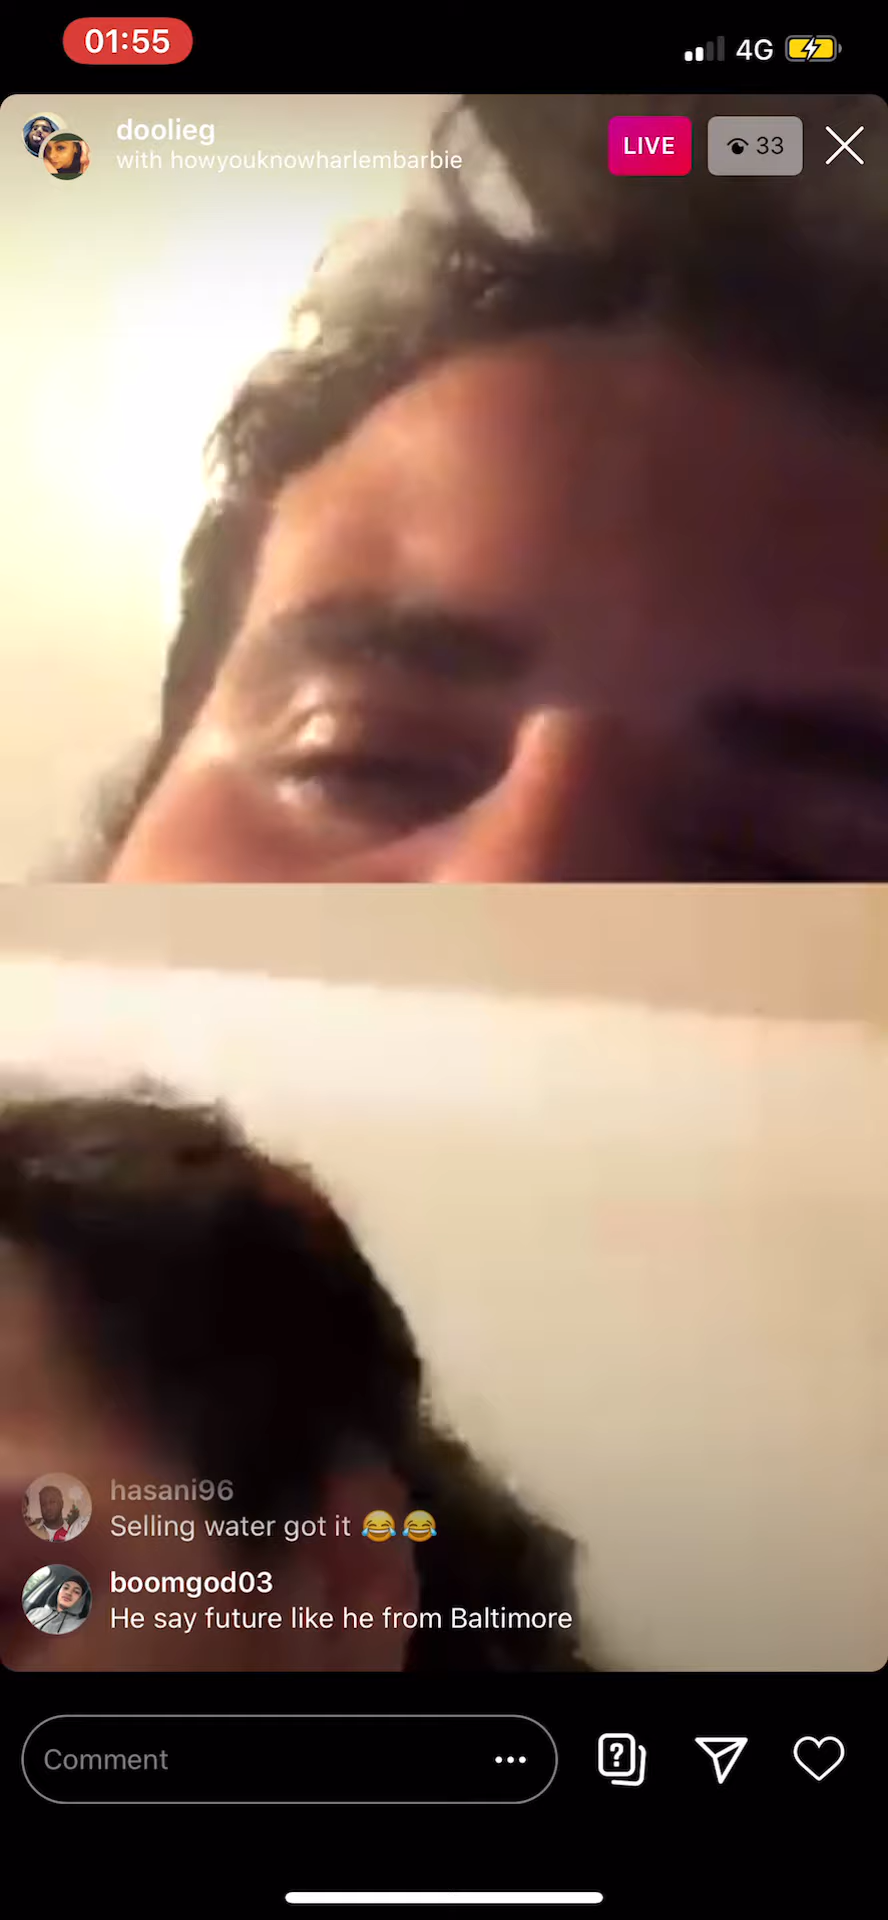 01:55
4G
doolieg
with howyouknowharlembarbie
LIVE
33
hasani96
Selling water got it 😂😂
boomgod03
He say future like he from Baltimore
Comment